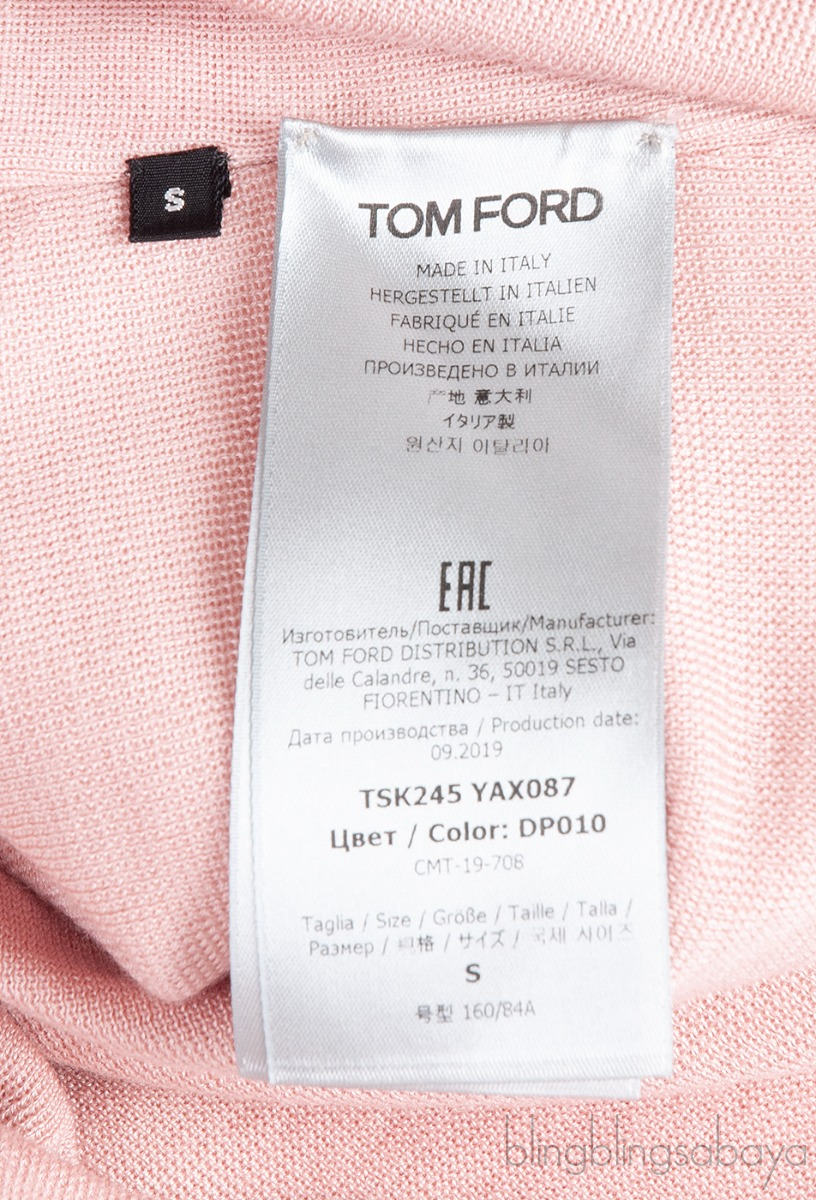 S
TOM FORD
MADE IN ITALY
HERGESTELLT IN ITALIEN
FABRIQUÉ EN ITALIE
HECHO EN ITALIA
ПРОИЗВЕДЕНО В ИТАЛИИ
产地 意大利
イタリア製
원산지 이탈리아
EAC
Изготовитель/Поставщик/Manufacturer:
TOM FORD DISTRIBUTION S.R.L., Via
delle Calandre, n. 36, 50019 SESTO
FIORENTINO – IT Italy
Дата производства / Production date:
09.2019
TSK245 YAX087
Цвет / Color: DP010
CMT-19-708
Taglia / Size / Größe / Taille / Talla /
Размер / 规格 / サイズ / 국제 사이즈
S
号型 160/84A
blingblingsabaya